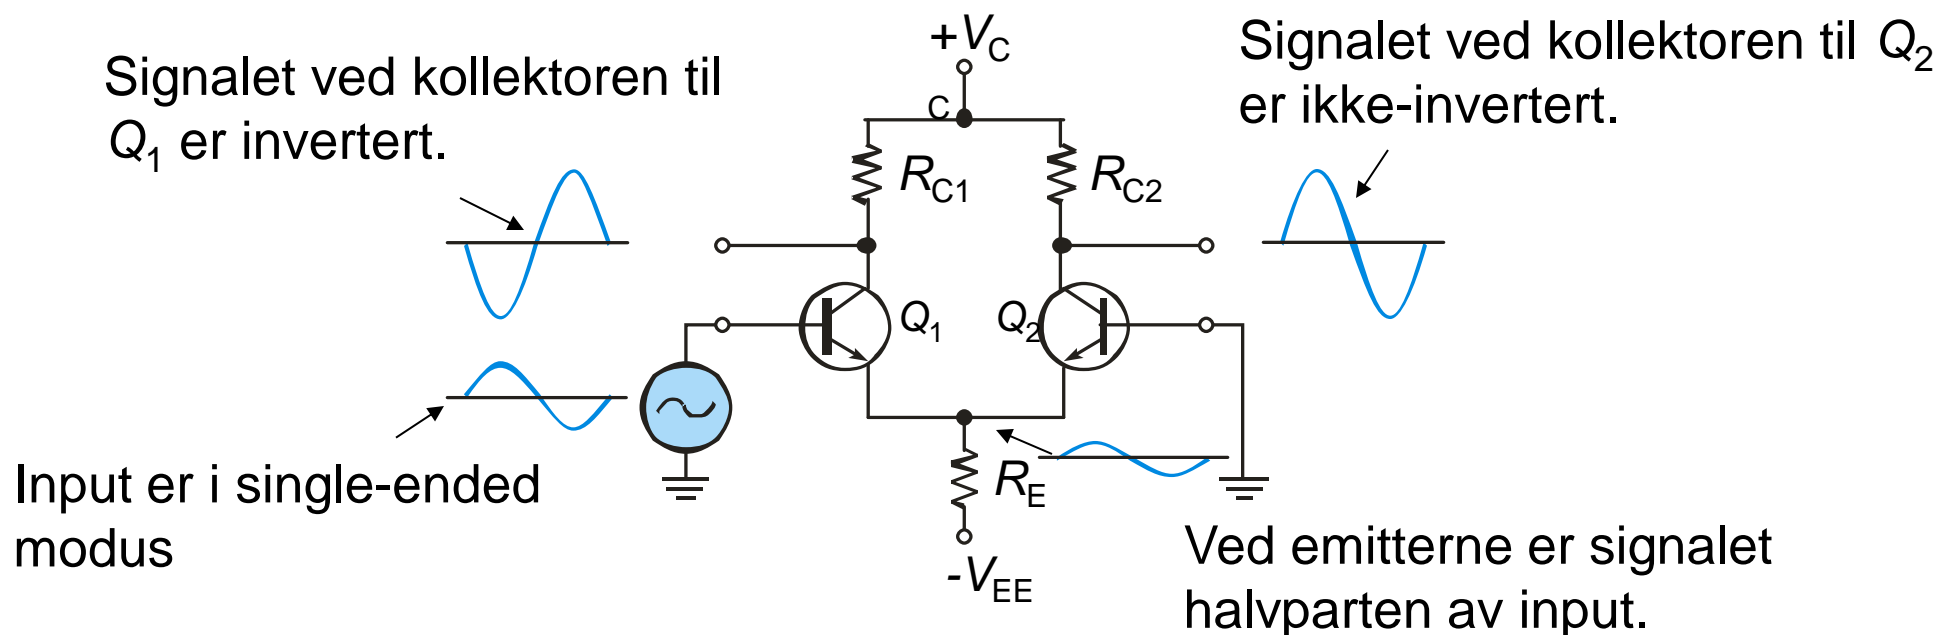 Signalet ved kollektoren til
Q1 er invertert.
+VC
C
Signalet ved kollektoren til Q2
er ikke-invertert.
RC1
RC2
Q1
Q2
Input er i single-ended
modus
RE
-VEE
Ved emitterne er signalet
halvparten av input.